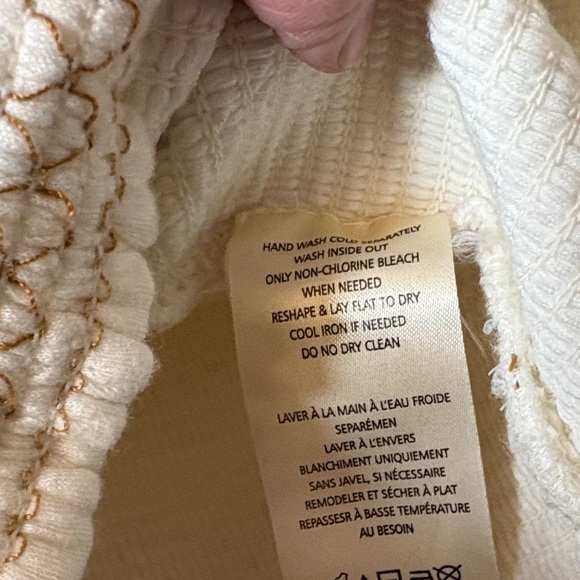 HAND WASH COLD SEPARATELY
WASH INSIDE OUT
ONLY NON-CHLORINE BLEACH
WHEN NEEDED
RESHAPE & LAY FLAT TO DRY
COOL IRON IF NEEDED
DO NO DRY CLEAN
LAVER À LA MAIN À L'EAU FROIDE
SEPARÉMEN
LAVER À L'ENVERS
BLANCHIMENT UNIQUIEMENT
SANS JAVEL, SI NÉCESSAIRE
REMODELER ET SÉCHER À PLAT
REPASSESR À BASSE TEMPÉRATURE
AU BESOIN